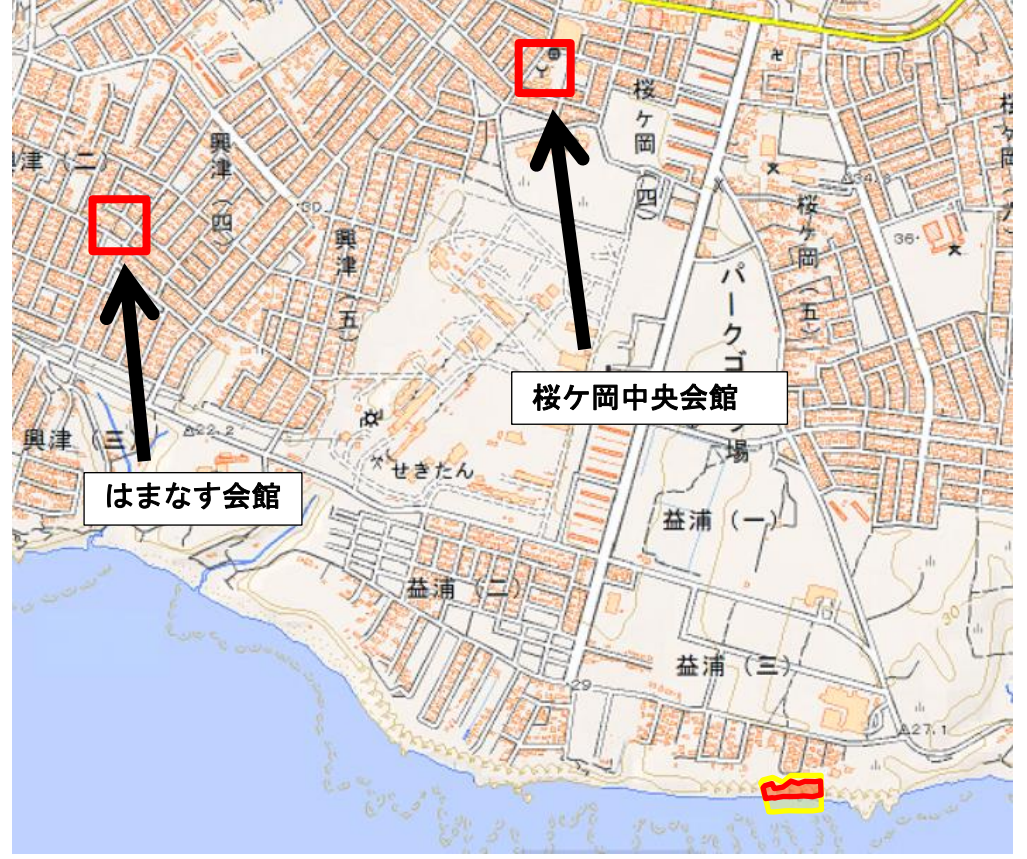 桜ケ岡(四)
興津(二)
興津(四)
30
興津(五)
34.
桜ケ岡(五)
36
パークゴ
場
桜ケ岡中央会館
興津(三)
22.2
はまなす会館
せきたん
益浦(一)
益浦(二)
30
益浦(三)
29
27.1